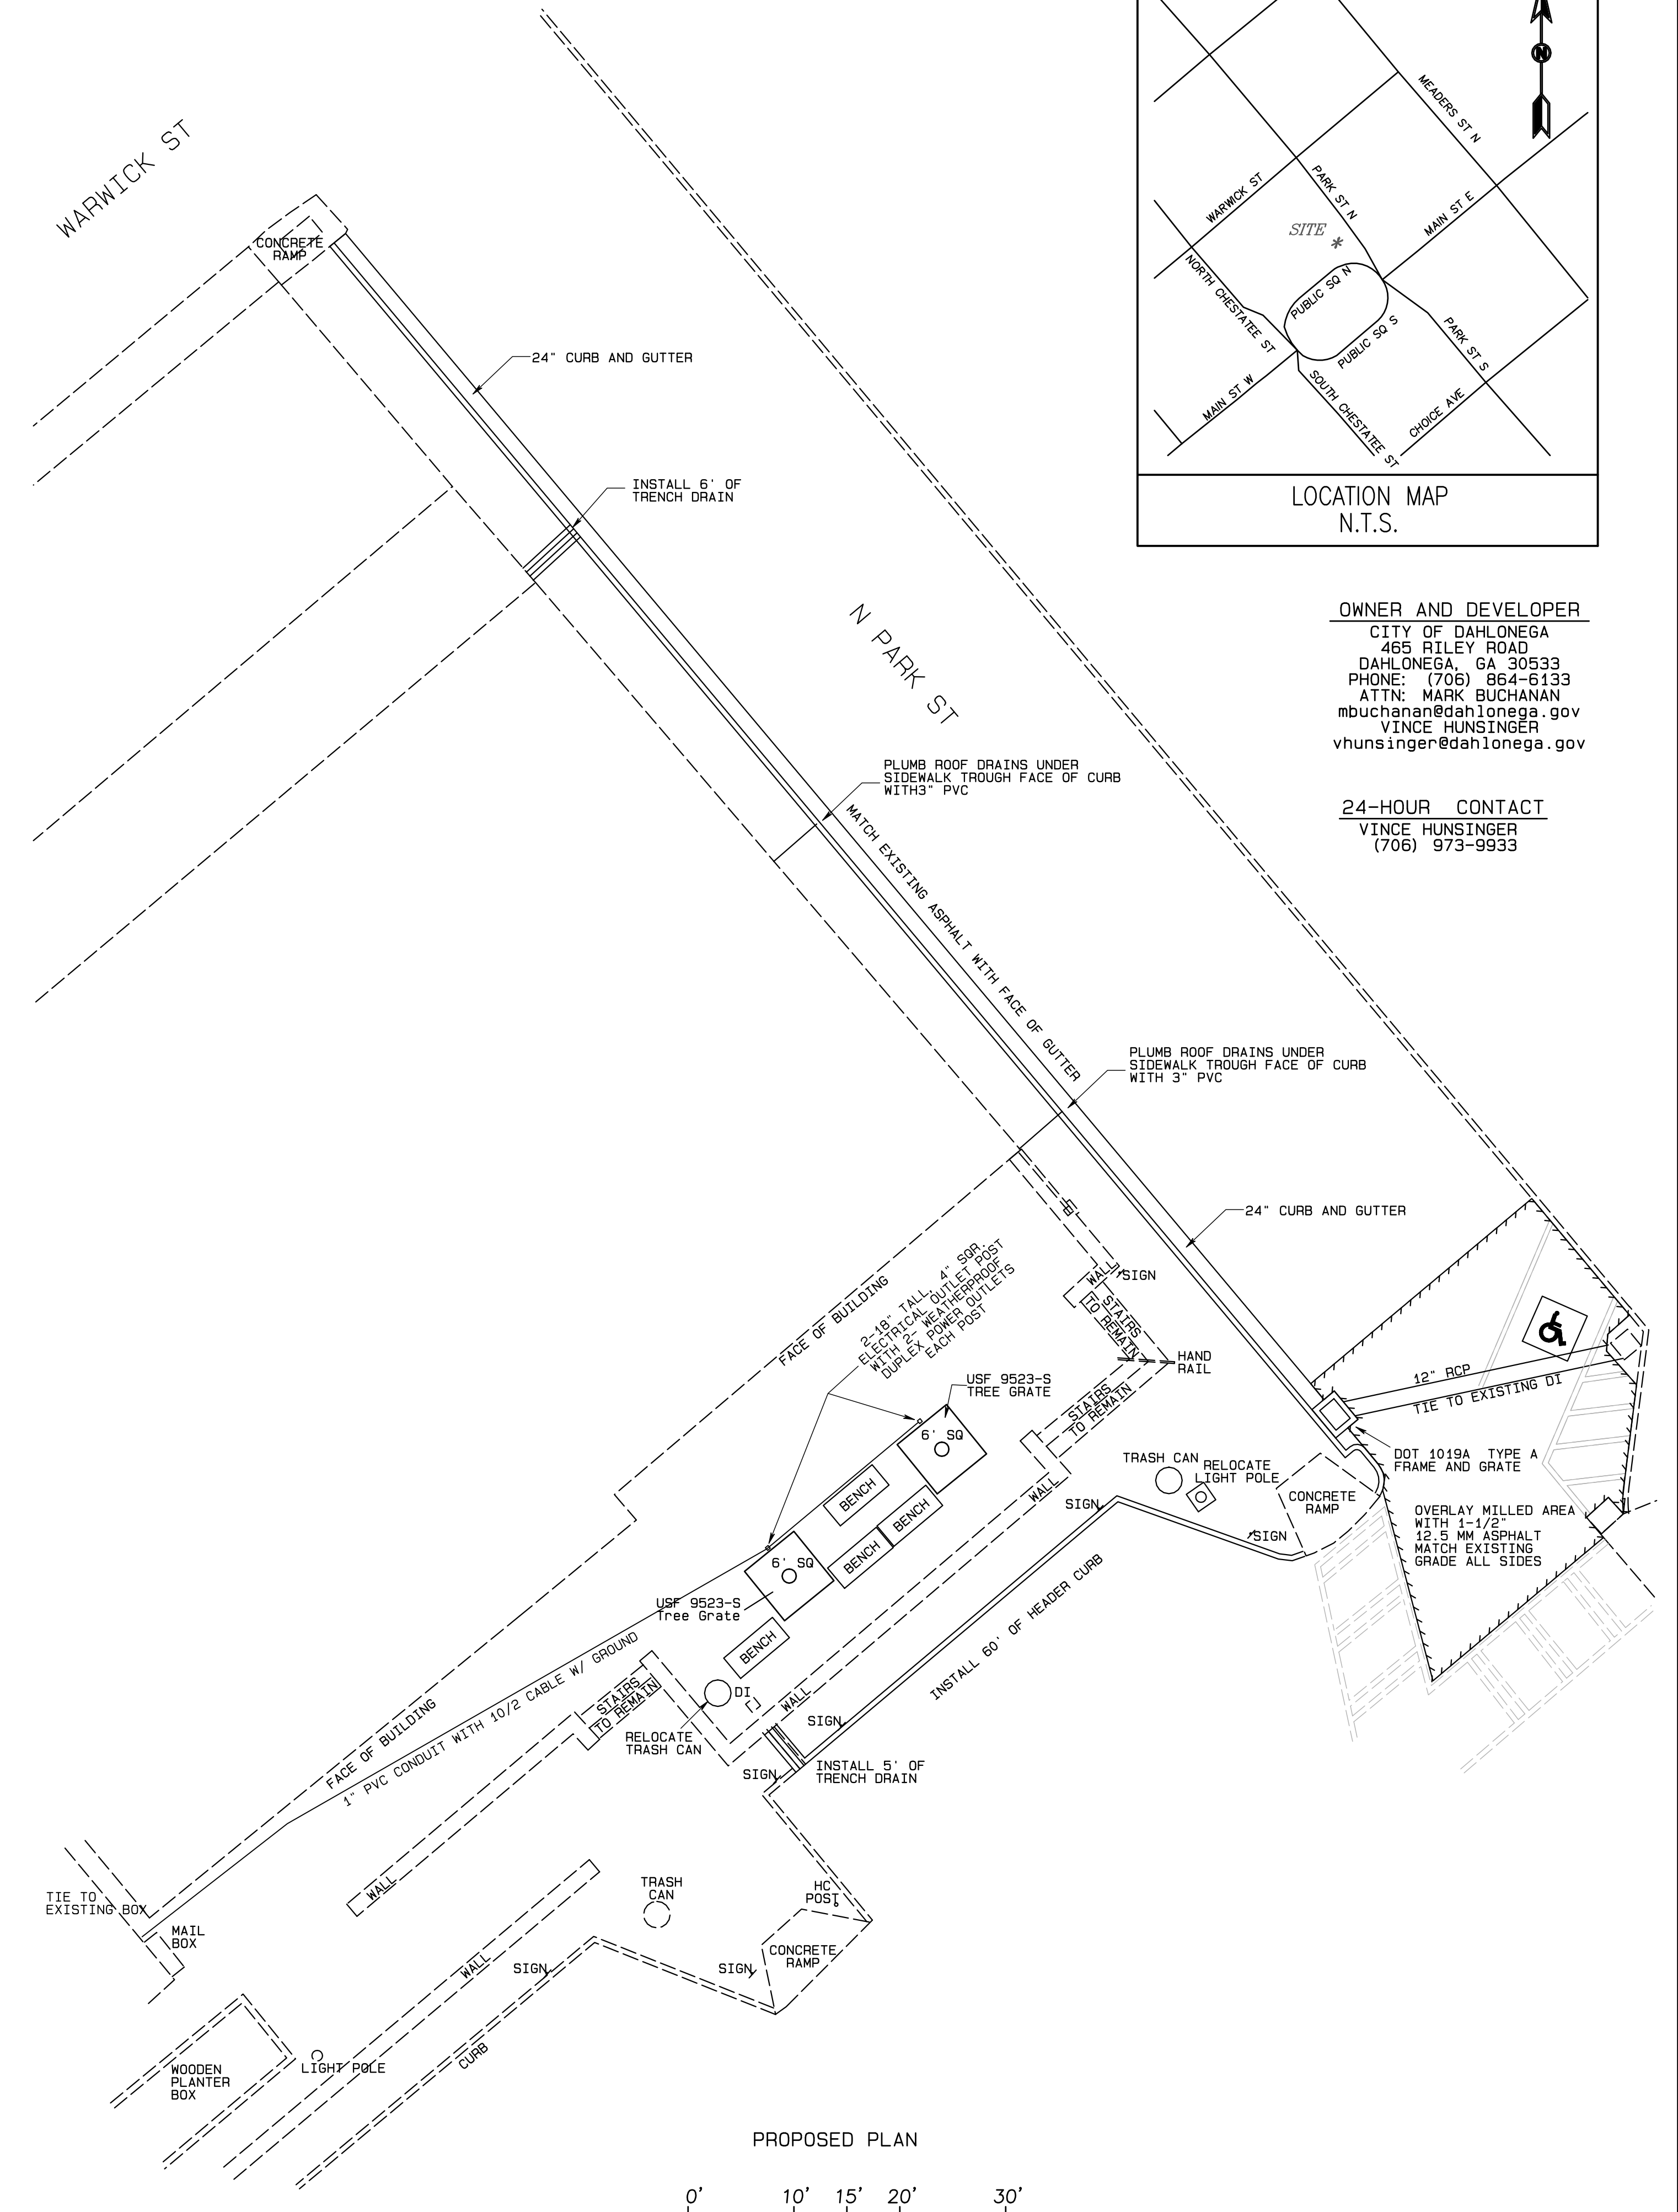 WARWICK ST
CONCRETE
RAMP
24" CURB AND GUTTER
INSTALL 6' OF
TRENCH DRAIN
N PARK ST
PLUMB ROOF DRAINS UNDER
SIDEWALK TROUGH FACE OF CURB
WITH3" PVC
MATCH EXISTING ASPHALT WITH FACE OF GUTTER
PLUMB ROOF DRAINS UNDER
SIDEWALK TROUGH FACE OF CURB
WITH 3" PVC
24" CURB AND GUTTER
N
MEADERS ST N
PARK ST N
WARWICK ST
MAIN ST E
SITE *
NORTH CHESTATEE ST
PUBLIC SQ N
PUBLIC SQ S
PARK ST S
MAIN ST W
SOUTH CHESTATEE ST
CHOICE AVE
LOCATION MAP
N.T.S.
OWNER AND DEVELOPER
CITY OF DAHLONEGA
465 RILEY ROAD
DAHLONEGA, GA 30533
PHONE: (706) 864-6133
ATTN: MARK BUCHANAN
mbuchanan@dahlonega.gov
VINCE HUNSINGER
vhunsinger@dahlonega.gov
24-HOUR CONTACT
VINCE HUNSINGER
(706) 973-9933
FACE OF BUILDING
2-18" TALL, 4" SQR.
ELECTRICAL OUTLET POST
WITH 2- WEATHERPROOF
DUPLEX POWER OUTLETS
EACH POST
WALL
SIGN
STAIRS
TO REMAIN
HAND
RAIL
USF 9523-S
TREE GRATE
6' SQ
STAIRS
TO REMAIN
12" RCP
TIE TO EXISTING DI
DOT 1019A TYPE A
FRAME AND GRATE
TRASH CAN
RELOCATE
LIGHT POLE
CONCRETE
RAMP
SIGN
SIGN
WALL
OVERLAY MILLED AREA
WITH 1-1/2"
12.5 MM ASPHALT
MATCH EXISTING
GRADE ALL SIDES
BENCH
BENCH
BENCH
6' SQ
USF 9523-S
Tree Grate
BENCH
INSTALL 60' OF HEADER CURB
DI
WALL
SIGN
RELOCATE
TRASH CAN
SIGN
INSTALL 5' OF
TRENCH DRAIN
STAIRS
TO REMAIN
FACE OF BUILDING
1" PVC CONDUIT WITH 10/2 CABLE W/ GROUND
TIE TO
EXISTING BOX
MAIL
BOX
WALL
TRASH
CAN
HC
POST
CONCRETE
RAMP
SIGN
WALL
SIGN
CURB
WOODEN
PLANTER
BOX
LIGHT POLE
PROPOSED PLAN
0' 10' 15' 20' 30'